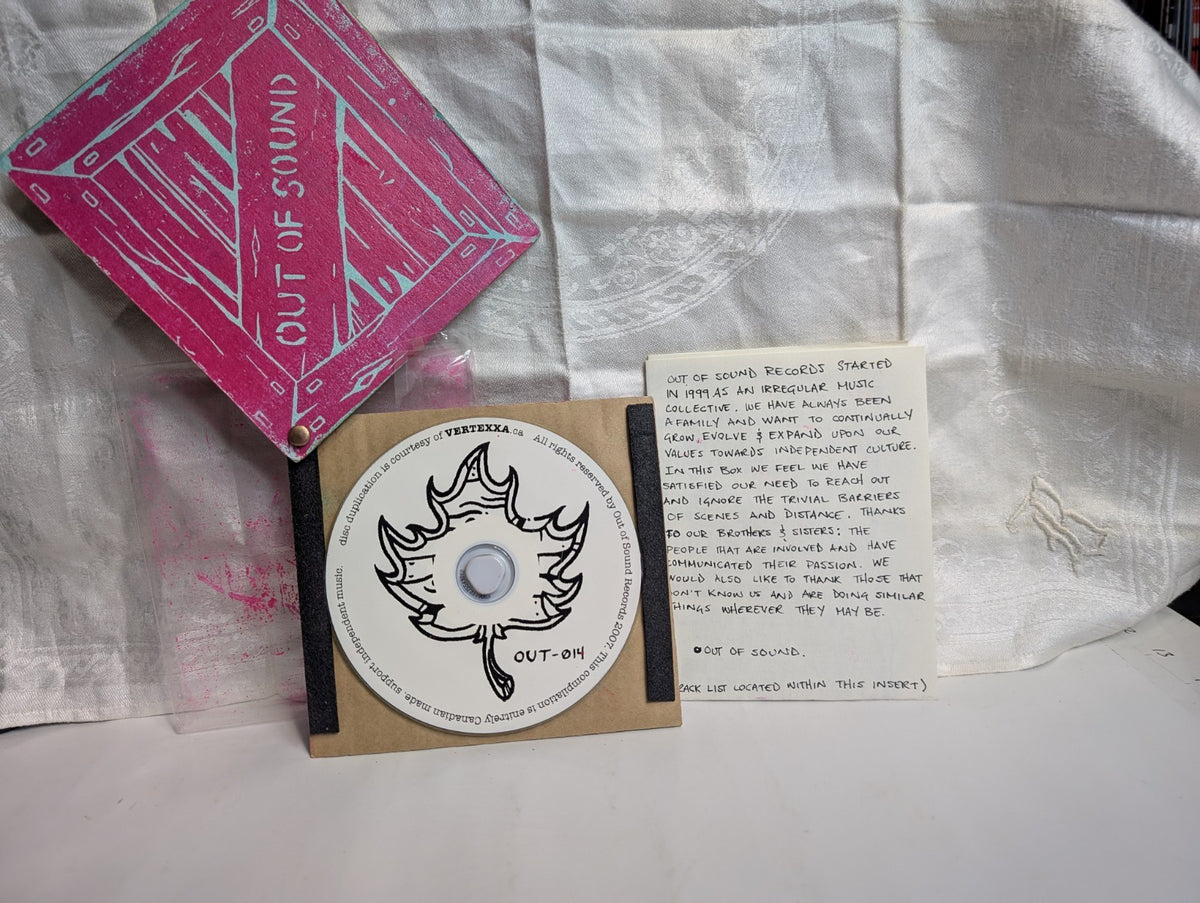 OUT OF SOUND
disc duplication is courtesy of VERTEXXA.ca All rights reserved by Out of Sound Records 2007. This compilation is entirely Canadian made. support independent music.
OUT-014
OUT OF SOUND RECORDS STARTED
IN 1999 AS AN IRREGULAR MUSIC
COLLECTIVE. WE HAVE ALWAYS BEEN
A FAMILY AND WANT TO CONTINUALLY
GROW, EVOLVE & EXPAND UPON OUR
VALUES TOWARDS INDEPENDENT CULTURE.
IN THIS BOX WE FEEL WE HAVE
SATISFIED OUR NEED TO REACH OUT
AND IGNORE THE TRIVIAL BARRIERS
OF SCENES AND DISTANCE. THANKS
TO OUR BROTHERS & SISTERS: THE
PEOPLE THAT ARE INVOLVED AND HAVE
COMMUNICATED THEIR PASSION. WE
WOULD ALSO LIKE TO THANK THOSE THAT
DON'T KNOW US AND ARE DOING SIMILAR
THINGS WHEREVER THEY MAY BE.
OUT OF SOUND.
RACK LIST LOCATED WITHIN THIS INSERT)